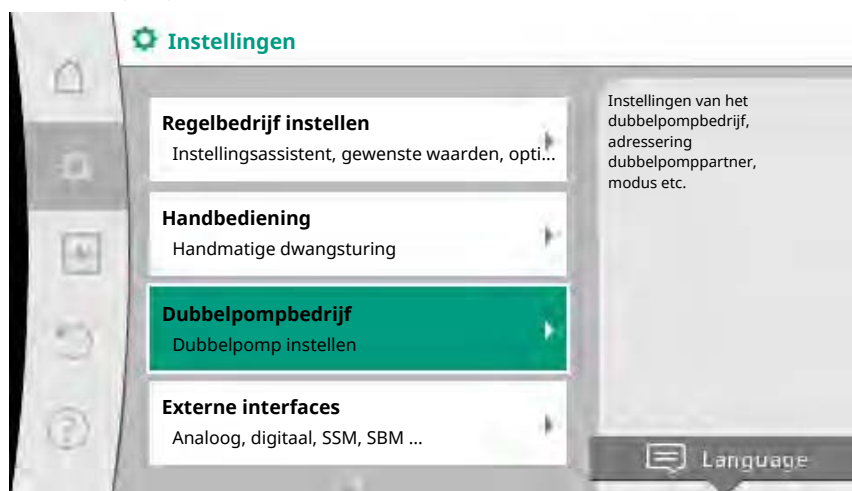 Instellingen
Regelbedrijf instellen
Instellingsassistent, gewenste waarden, opti...
Handbediening
Handmatige dwangsturing
Dubbelpompbedrijf
Dubbelpomp instellen
Externe interfaces
Analoog, digitaal, SSM, SBM ...
Instellingen van het
dubbelpompbedrijf,
adressering
dubbelpomppartner,
modus etc.
Language